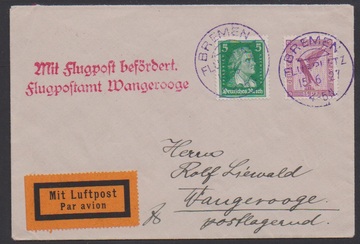 BREMEN
BREMEN
15.6.27
5 5
Deutsches Reich
Mit Flugpost befördert.
Flugpostamt Wangerooge
Herrn
Rolf Liewald
Wangerooge
postlagernd.
Mit Luftpost
Par avion